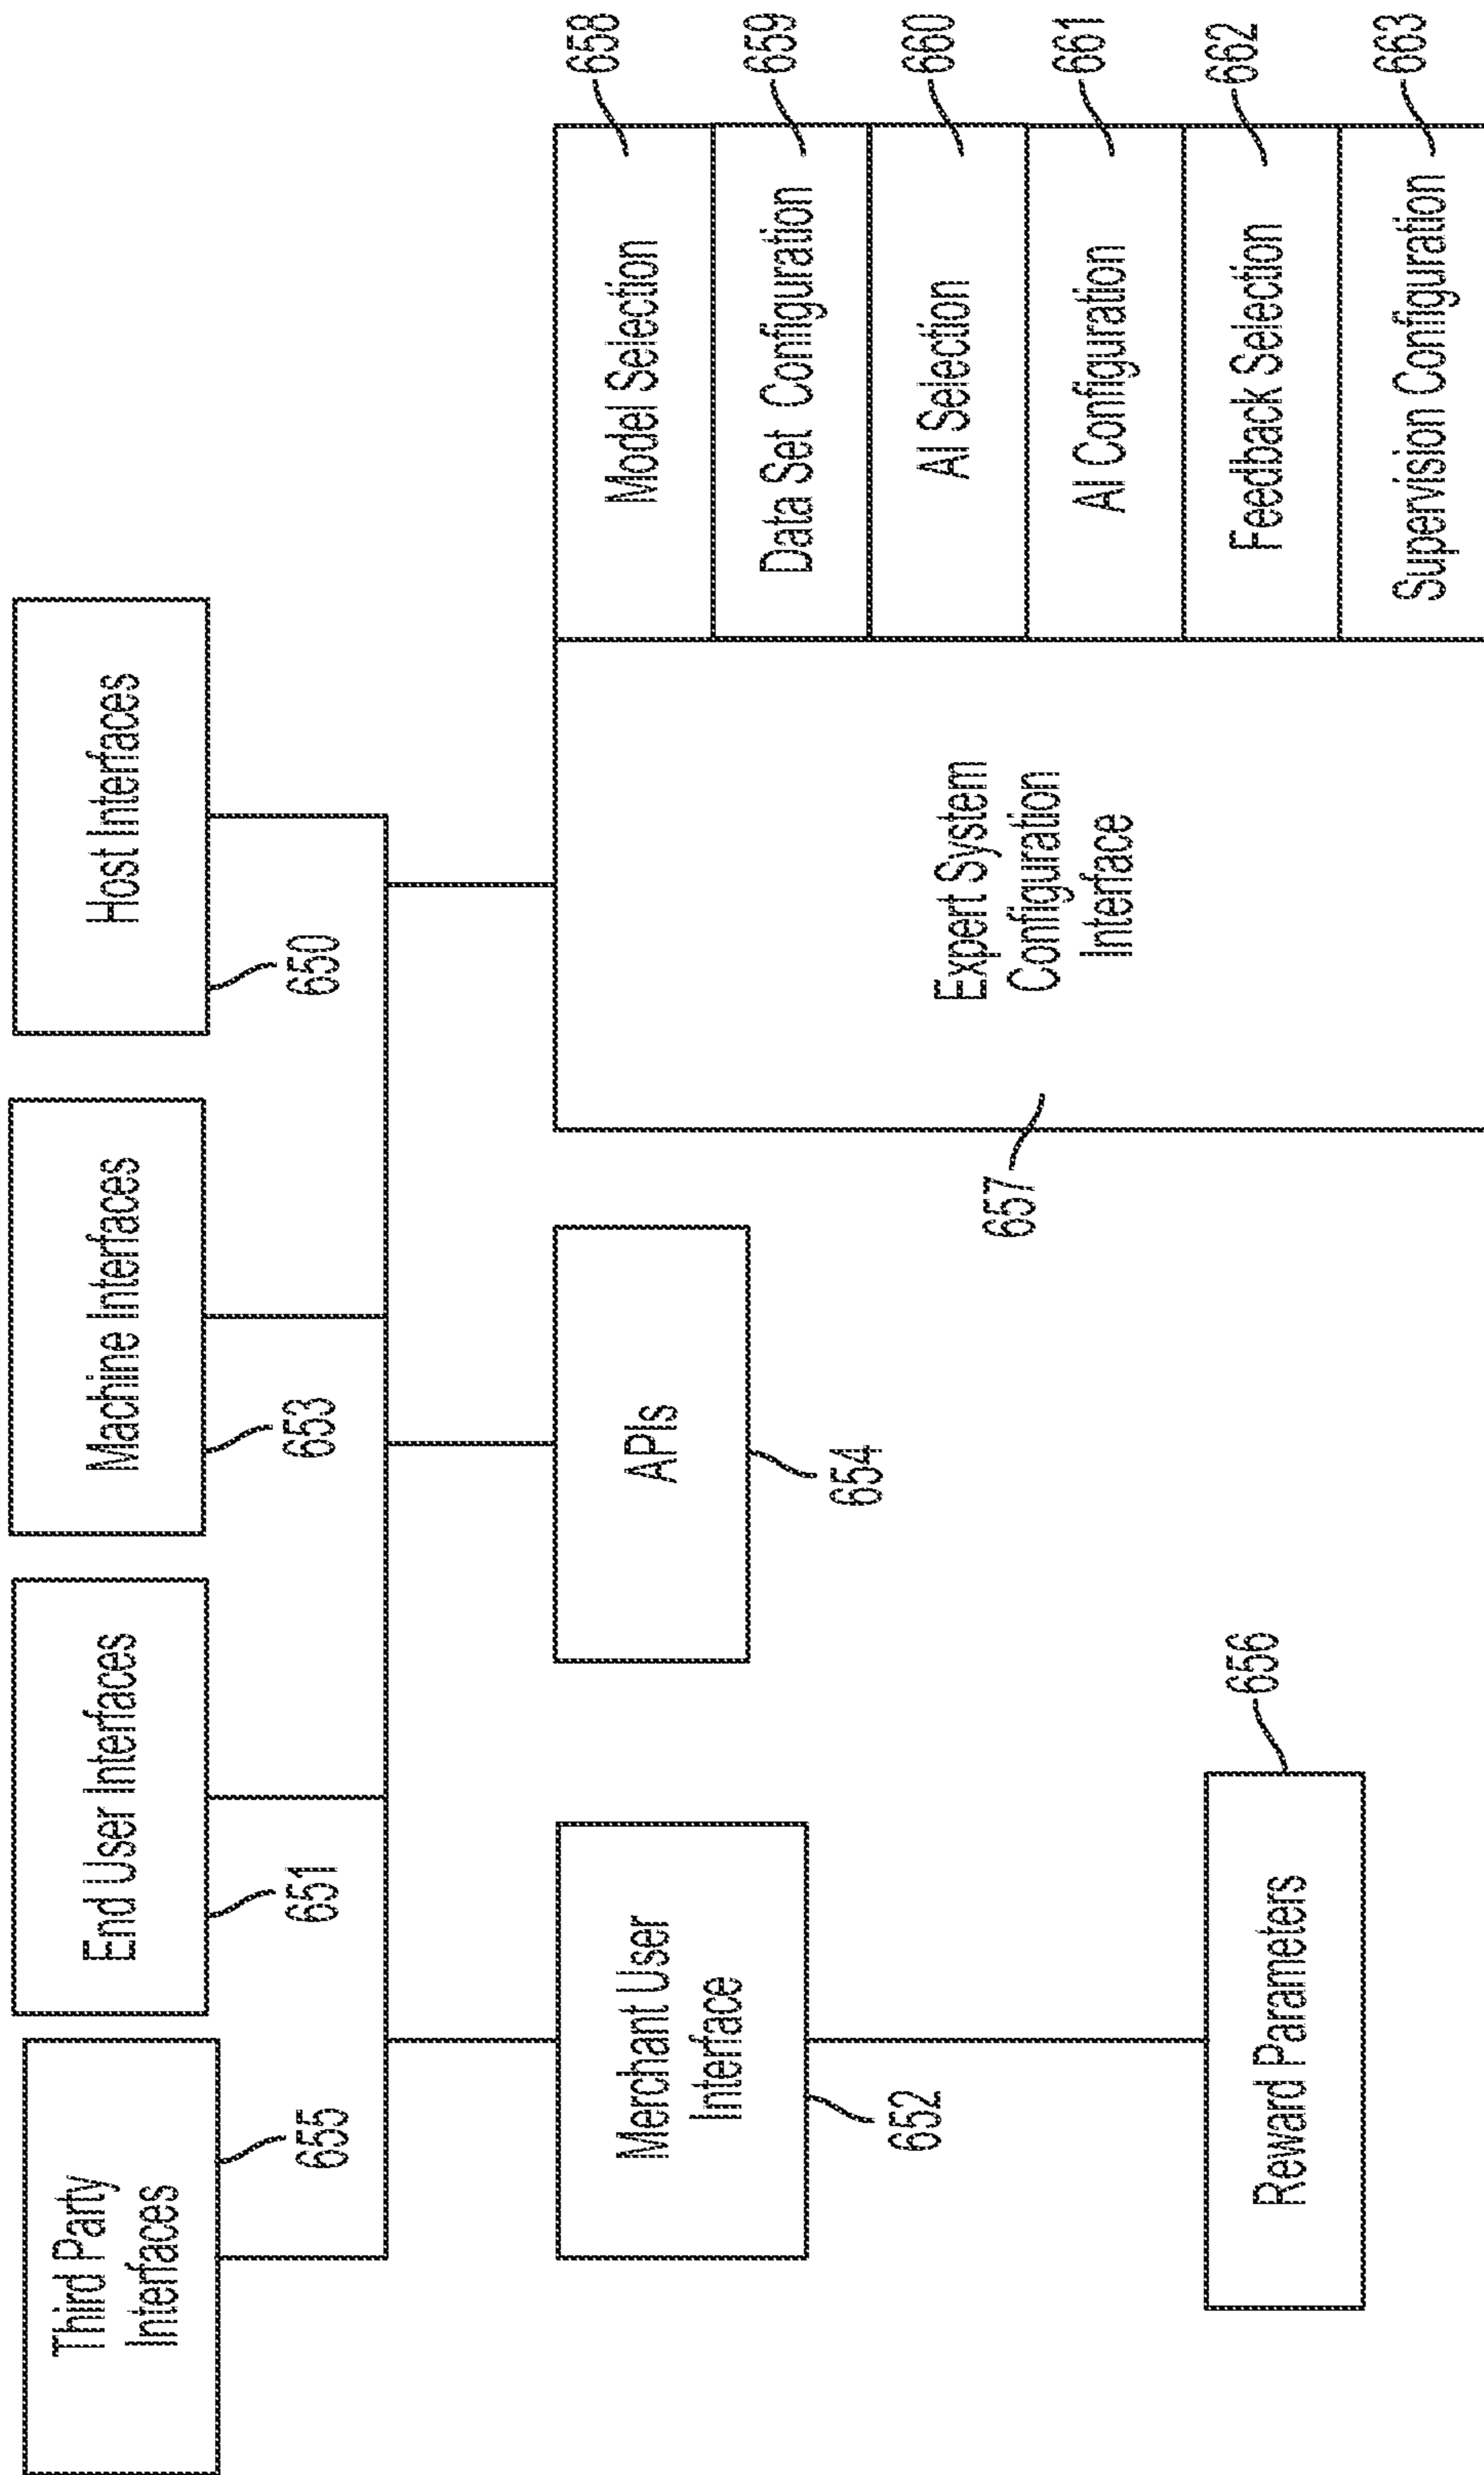 Third Party
Interfaces
655
End User Interfaces
651
Machine Interfaces
653
Host Interfaces
650
Merchant User
Interface
652
APIs
654
Reward Parameters
656
Expert System
Configuration
Interface
657
Model Selection
658
Data Set Configuration
659
AI Selection
660
AI Configuration
661
Feedback Selection
662
Supervision Configuration
663